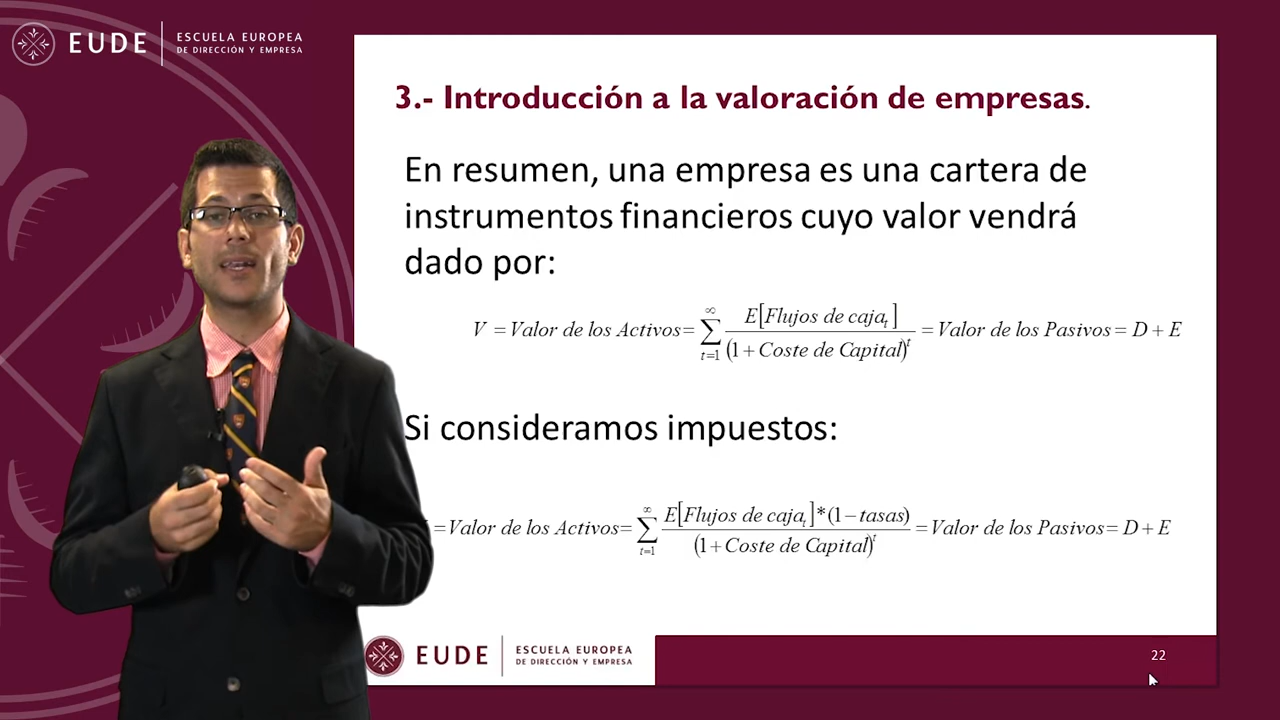 EUDE
ESCUELA EUROPEA
DE DIRECCIÓN Y EMPRESA
3.- Introducción a la valoración de empresas.
En resumen, una empresa es una cartera de
instrumentos financieros cuyo valor vendrá
dado por:
V = Valor de los Activos = ∑_{t=1}^{∞} E[Flujos de caja_t] / (1 + Coste de Capital)^t = Valor de los Pasivos = D + E
Si consideramos impuestos:
= Valor de los Activos = ∑_{t=1}^{∞} E[Flujos de caja_t]*(1 − tasas) / (1 + Coste de Capital)^t = Valor de los Pasivos = D + E
EUDE
ESCUELA EUROPEA
DE DIRECCIÓN Y EMPRESA
22